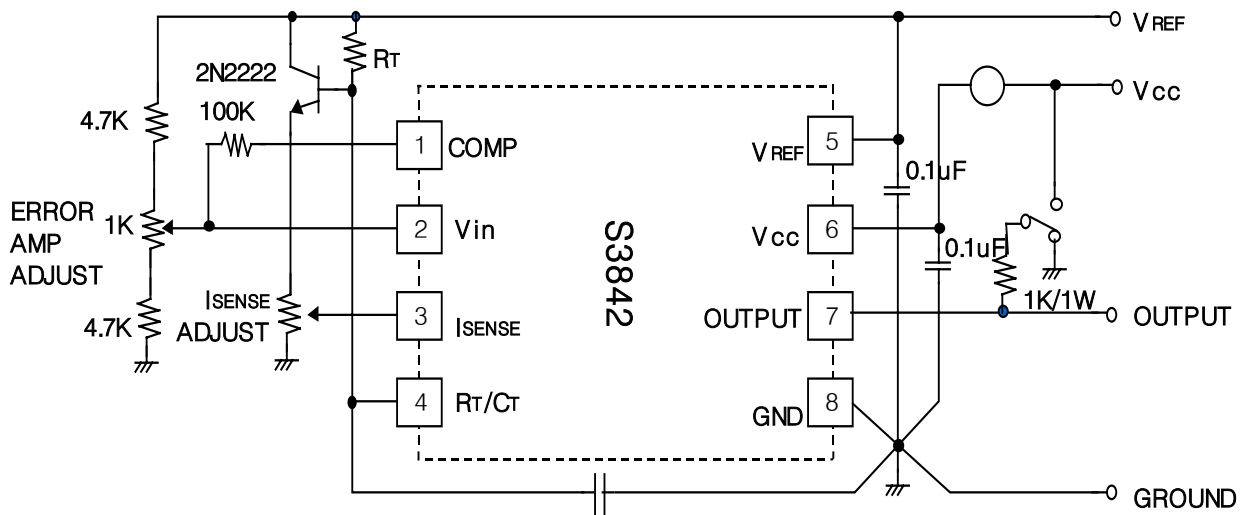 VREF
RT
2N2222
VCC
100K
4.7K
1
COMP
5
VREF
0.1uF
ERROR
AMP
ADJUST
1K
2
Vin
S3842
6
VCC
0.1uF
ISENSE
ADJUST
4.7K
3
ISENSE
7
OUTPUT
1K/1W
OUTPUT
4
RT/CT
8
GND
GROUND